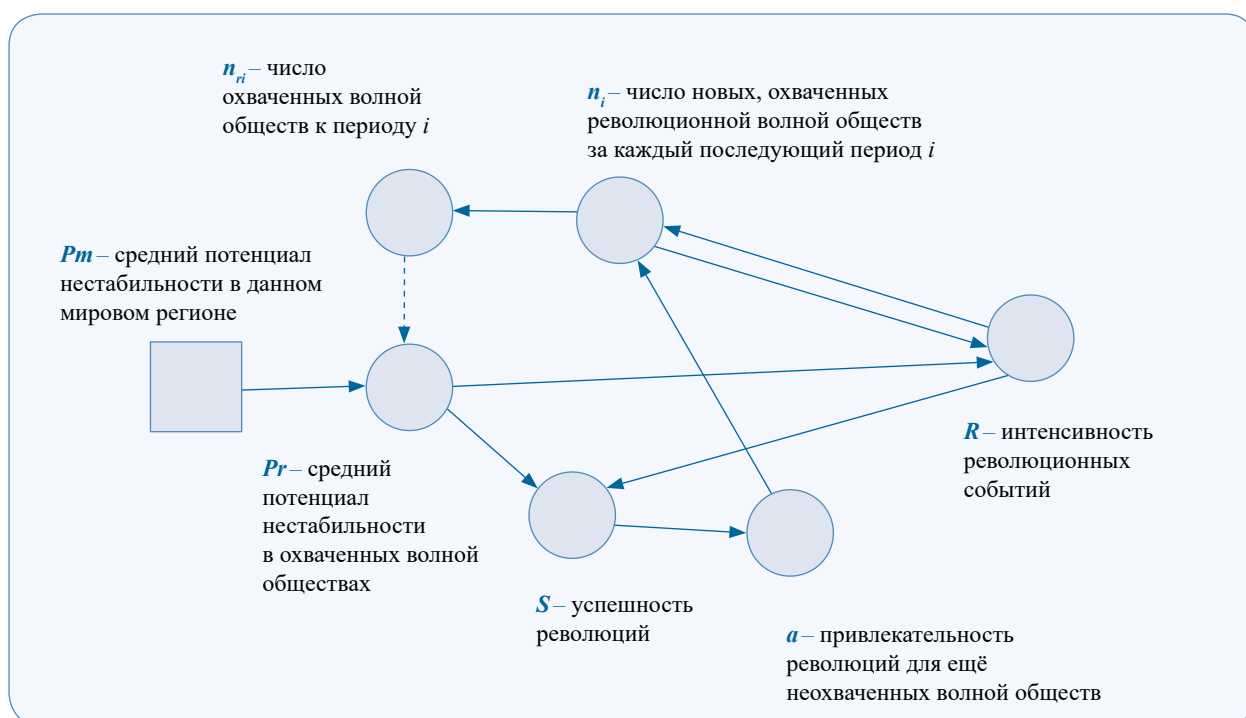 n_ri – число
охваченных волной
обществ к периоду i
n_i – число новых, охваченных
революционной волной обществ
за каждый последующий период i
Pm – средний потенциал
нестабильности в данном
мировом регионе
Pr – средний
потенциал
нестабильности
в охваченных волной
обществах
R – интенсивность
революционных
событий
S – успешность
революций
a – привлекательность
революций для ещё
неохваченных волной обществ